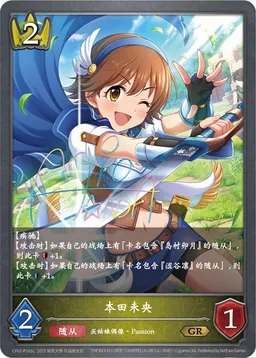 2
【疾驰】
【攻击时】如果自己的战场上有『卡名包含『岛村卯月』的随从』,
则此卡 +1。
【攻击时】如果自己的战场上有『卡名包含『涩谷凛』的随从』, 则
此卡 +1。
本田未央
2
随从
灰姑娘偶像·Passion
GR
1